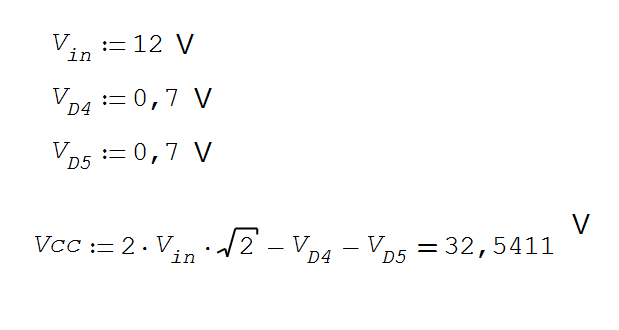 V_in := 12 V
V_D4 := 0,7 V
V_D5 := 0,7 V
Vcc := 2 · V_in · √2 − V_D4 − V_D5 = 32,5411 V